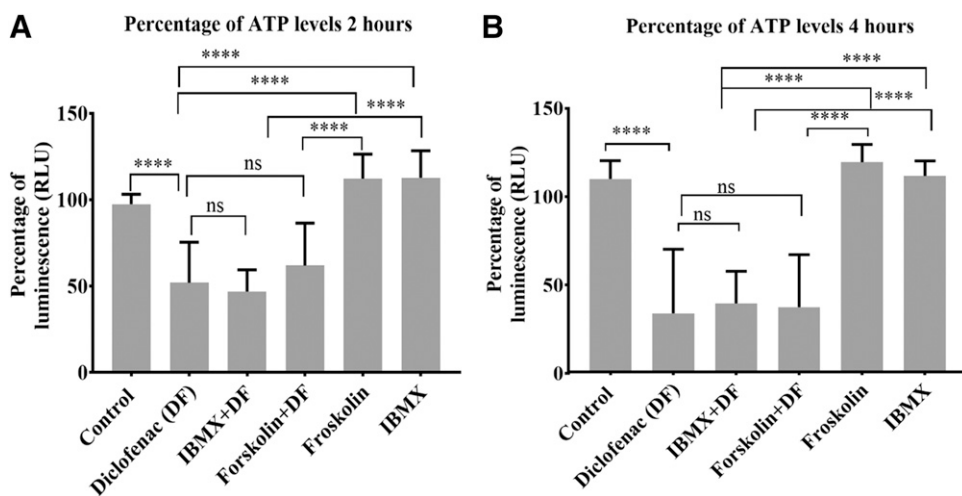 A
Percentage of ATP levels 2 hours
****
****
****
****
****
ns
ns
150
100
50
0
Percentage of
luminescence (RLU)
Control
Diclofenac (DF)
IBMX+DF
Forskolin+DF
Froskolin
IBMX
B
Percentage of ATP levels 4 hours
****
****
****
****
****
ns
ns
150
100
50
0
Percentage of
luminescence (RLU)
Control
Diclofenac (DF)
IBMX+DF
Forskolin+DF
Froskolin
IBMX